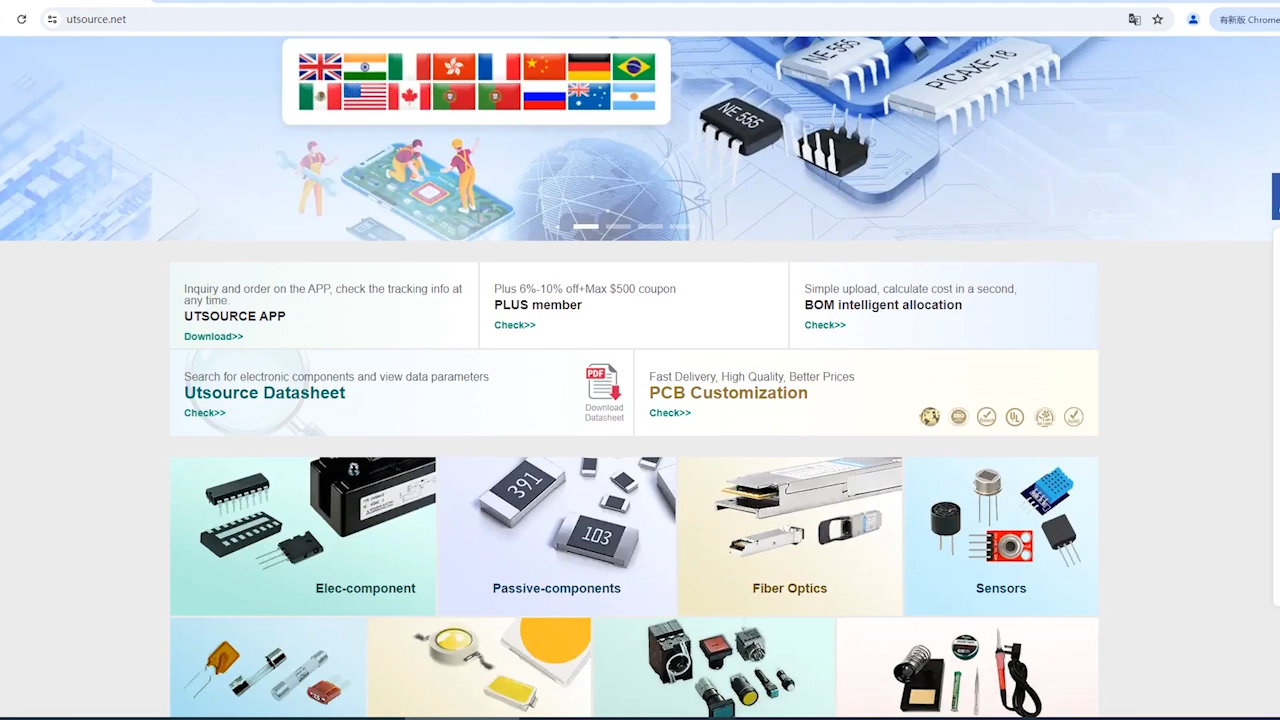 utsource.net
有新版 Chrome
NE 555
PICAXE-18
NE 555
Inquiry and order on the APP, check the tracking info at
any time.
UTSOURCE APP
Download>>
Plus 6%-10% off+Max $500 coupon
PLUS member
Check>>
Simple upload, calculate cost in a second,
BOM intelligent allocation
Check>>
Search for electronic components and view data parameters
Utsource Datasheet
Check>>
PDF
Download
Datasheet
Fast Delivery, High Quality, Better Prices
PCB Customization
Check>>
UL
391
103
Elec-component
Passive-components
Fiber Optics
Sensors